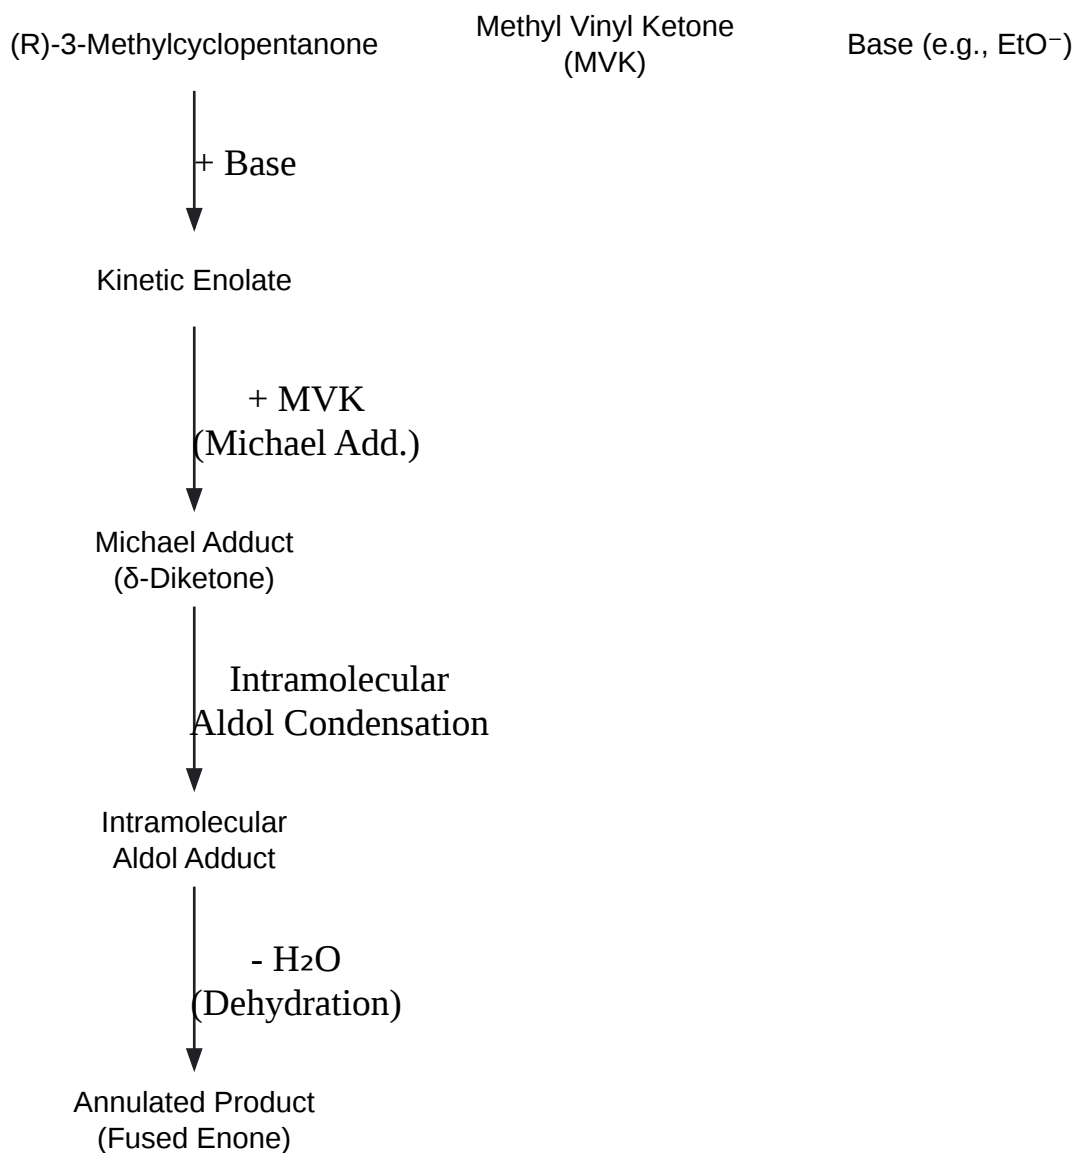 (R)-3-Methylcyclopentanone
Methyl Vinyl Ketone
(MVK)
Base (e.g., EtO⁻)
+ Base
Kinetic Enolate
+ MVK
(Michael Add.)
Michael Adduct
(δ-Diketone)
Intramolecular
Aldol Condensation
Intramolecular
Aldol Adduct
- H₂O
(Dehydration)
Annulated Product
(Fused Enone)